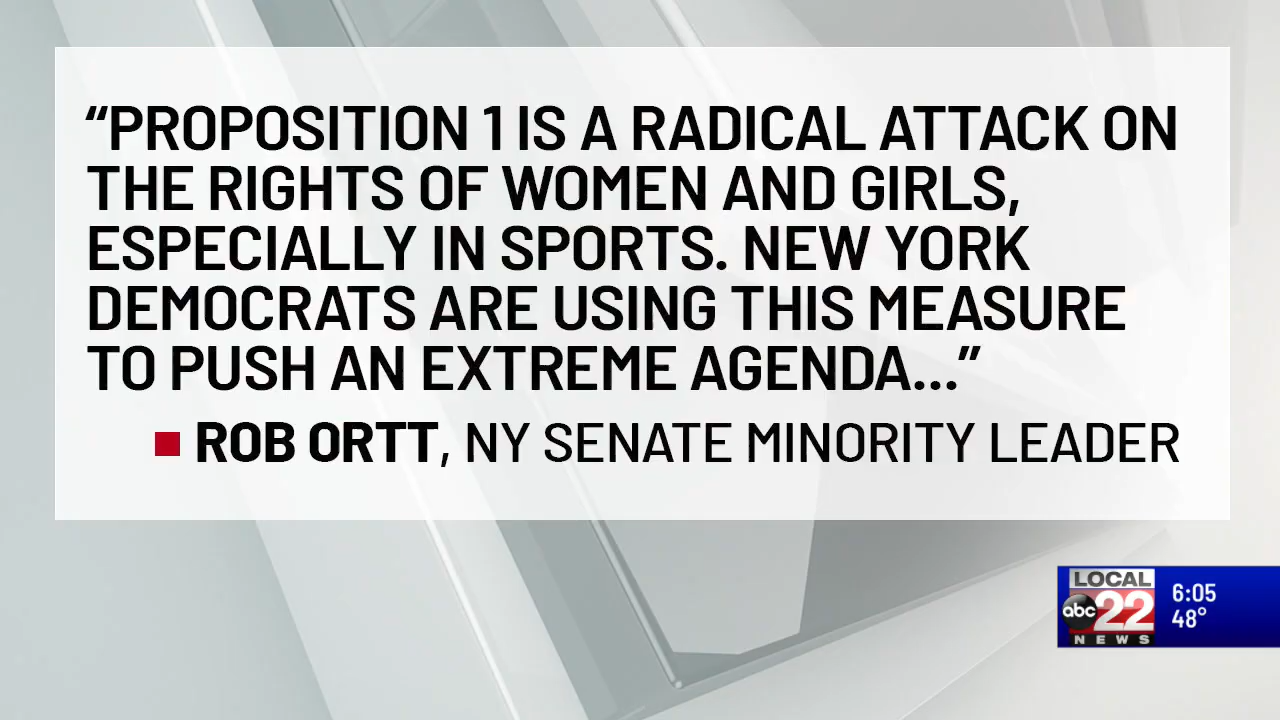 “PROPOSITION 1 IS A RADICAL ATTACK ON
THE RIGHTS OF WOMEN AND GIRLS,
ESPECIALLY IN SPORTS. NEW YORK
DEMOCRATS ARE USING THIS MEASURE
TO PUSH AN EXTREME AGENDA...”
ROB ORTT, NY SENATE MINORITY LEADER
LOCAL
abc 22
NEWS
6:05
48°